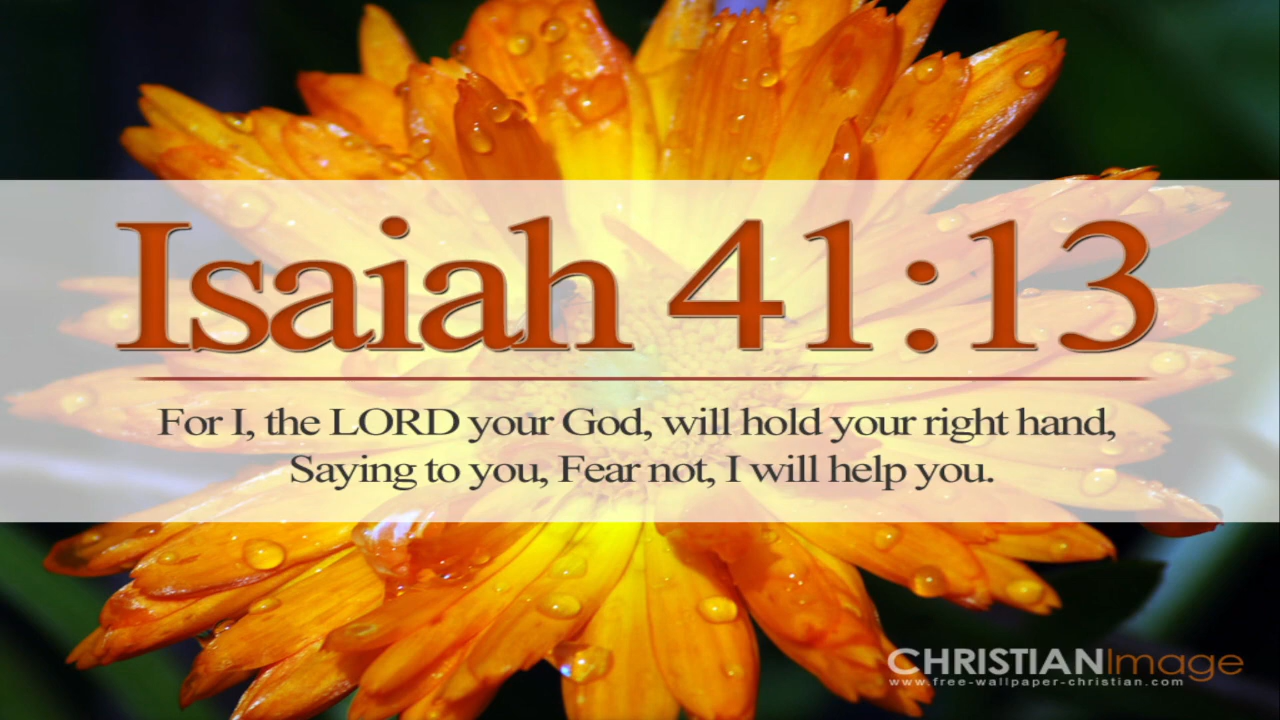 Isaiah 41:13
For I, the LORD your God, will hold your right hand,
Saying to you, Fear not, I will help you.
CHRISTIANImage
www.free-wallpaper-christian.com